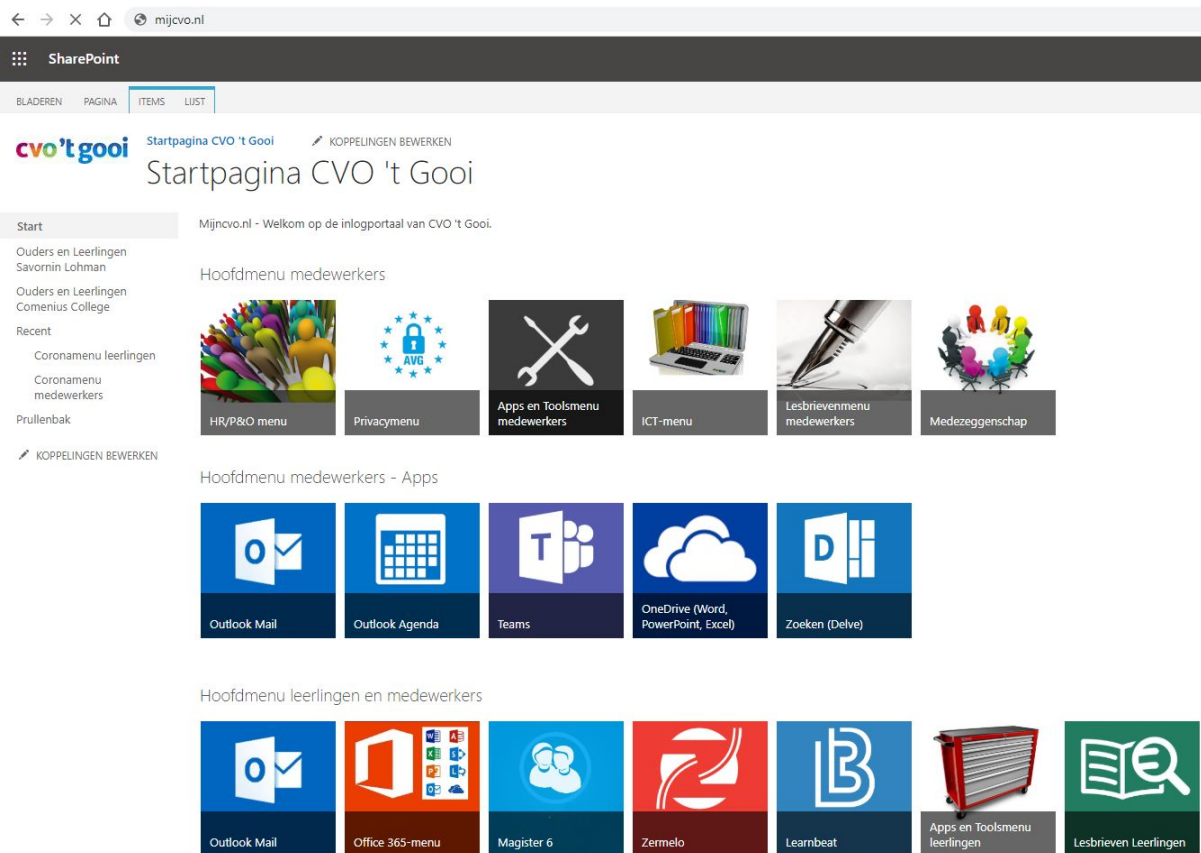 mijcvo.nl
SharePoint
BLADEREN PAGINA ITEMS LIJST
cvo't gooi
Startpagina CVO 't Gooi KOPPELINGEN BEWERKEN
Startpagina CVO 't Gooi
Start
Ouders en Leerlingen
Savornin Lohman
Ouders en Leerlingen
Comenius College
Recent
Coronamenu leerlingen
Coronamenu
medewerkers
Prullenbak
KOPPELINGEN BEWERKEN
Mijncvo.nl - Welkom op de inlogportaal van CVO 't Gooi.
Hoofdmenu medewerkers
HR/P&O menu
AVG
Privacymenu
Apps en Toolsmenu
medewerkers
ICT-menu
Lesbrievenmenu
medewerkers
Medezeggenschap
Hoofdmenu medewerkers - Apps
Outlook Mail
Outlook Agenda
Teams
OneDrive (Word,
PowerPoint, Excel)
Zoeken (Delve)
Hoofdmenu leerlingen en medewerkers
Outlook Mail
Office 365-menu
Magister 6
Zermelo
Learnbeat
Apps en Toolsmenu
leerlingen
Lesbrieven Leerlingen